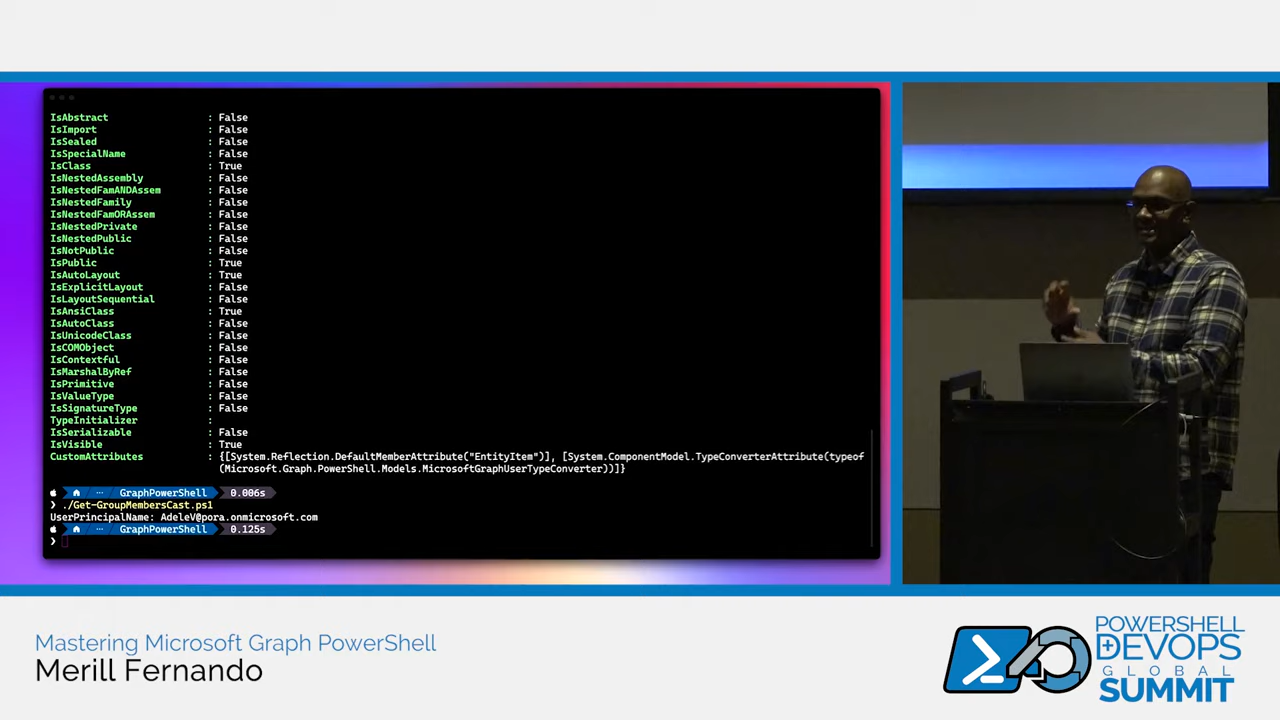 IsAbstract : False
IsImport : False
IsSealed : False
IsSpecialName : False
IsClass : True
IsNestedAssembly : False
IsNestedFamANDAssem : False
IsNestedFamily : False
IsNestedFamORAssem : False
IsNestedPrivate : False
IsNestedPublic : False
IsNotPublic : False
IsPublic : True
IsAutoLayout : True
IsExplicitLayout : False
IsLayoutSequential : False
IsAnsiClass : True
IsAutoClass : False
IsUnicodeClass : False
IsCOMObject : False
IsContextful : False
IsMarshalByRef : False
IsPrimitive : False
IsValueType : False
IsSignatureType : False
TypeInitializer :
IsSerializable : False
IsVisible : True
CustomAttributes : {[System.Reflection.DefaultMemberAttribute("EntityItem")], [System.ComponentModel.TypeConverterAttribute(typeof
(Microsoft.Graph.PowerShell.Models.MicrosoftGraphUserTypeConverter))]}
··· GraphPowerShell 0.006s
❯ ./Get-GroupMembersCast.ps1
UserPrincipalName: AdeleV@pora.onmicrosoft.com
··· GraphPowerShell 0.125s
❯
Mastering Microsoft Graph PowerShell
Merill Fernando
POWERSHELL
DEVOPS
GLOBAL
SUMMIT